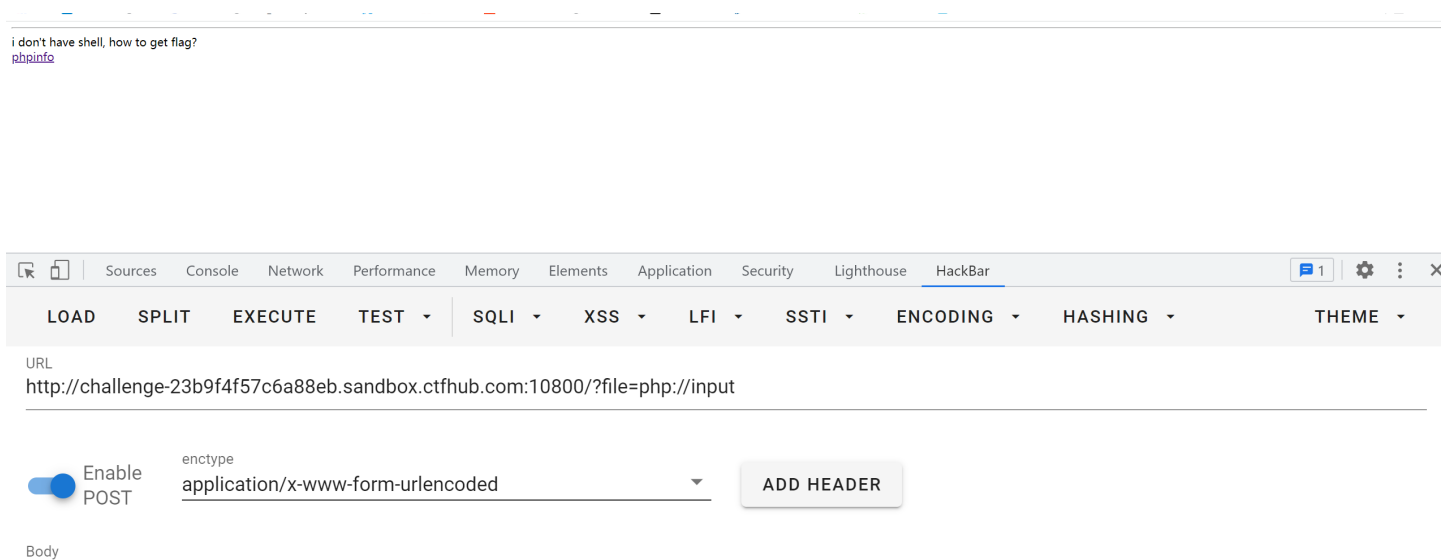 i don't have shell, how to get flag?
phpinfo
Sources Console Network Performance Memory Elements Application Security Lighthouse HackBar 1
LOAD SPLIT EXECUTE TEST SQLI XSS LFI SSTI ENCODING HASHING THEME
URL
http://challenge-23b9f4f57c6a88eb.sandbox.ctfhub.com:10800/?file=php://input
Enable
POST
enctype
application/x-www-form-urlencoded
ADD HEADER
Body